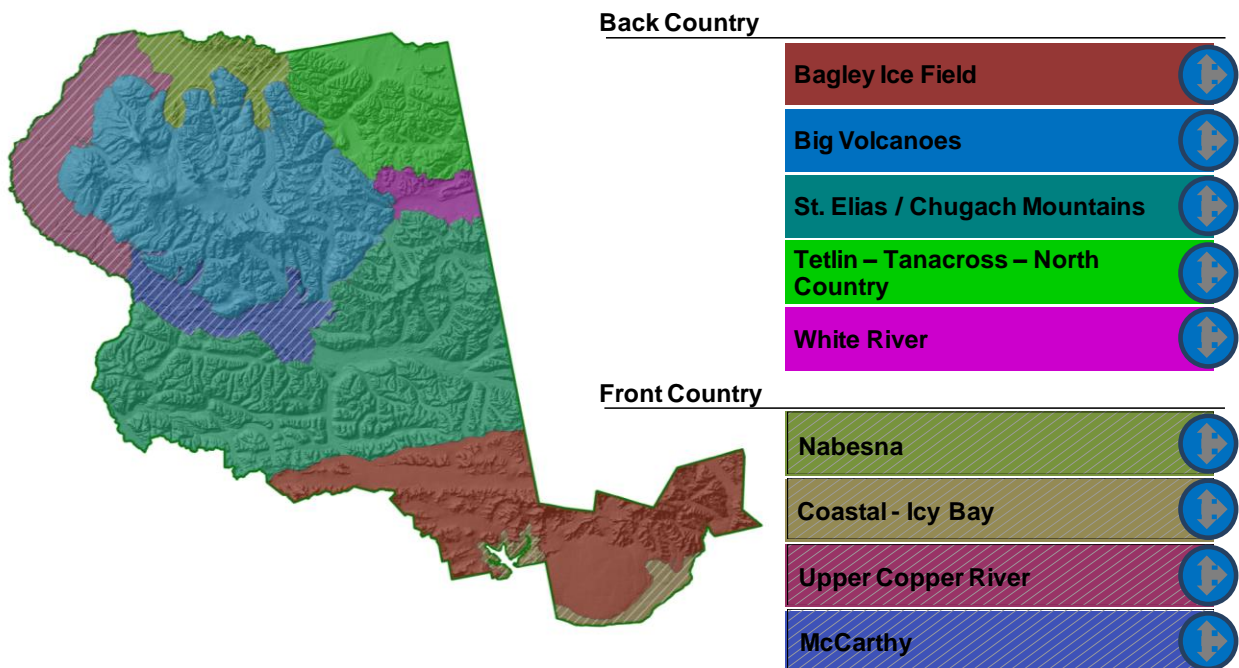 Back Country
Bagley Ice Field
Big Volcanoes
St. Elias / Chugach Mountains
Tetlin – Tanacross – North
Country
White River
Front Country
Nabesna
Coastal - Icy Bay
Upper Copper River
McCarthy